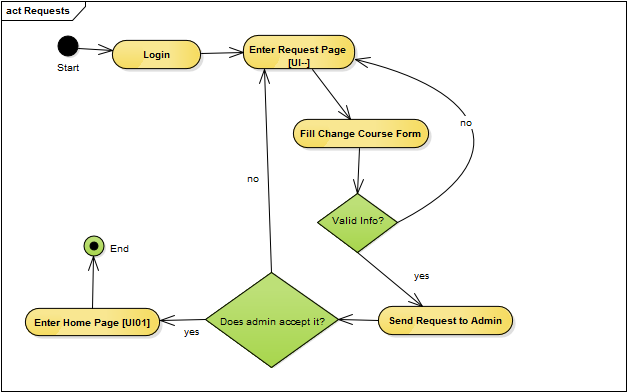 act Requests
Start
Login
Enter Request Page
[UI--]
Fill Change Course Form
no
Valid Info?
no
yes
End
Enter Home Page [UI01]
yes
Does admin accept it?
Send Request to Admin